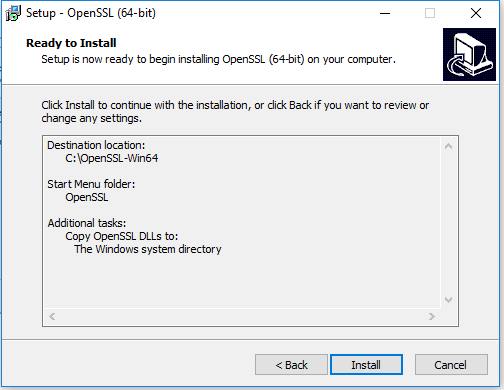 Setup - OpenSSL (64-bit)
Ready to Install
Setup is now ready to begin installing OpenSSL (64-bit) on your computer.
Click Install to continue with the installation, or click Back if you want to review or
change any settings.
Destination location:
C:\OpenSSL-Win64
Start Menu folder:
OpenSSL
Additional tasks:
Copy OpenSSL DLLs to:
The Windows system directory
< Back
Install
Cancel